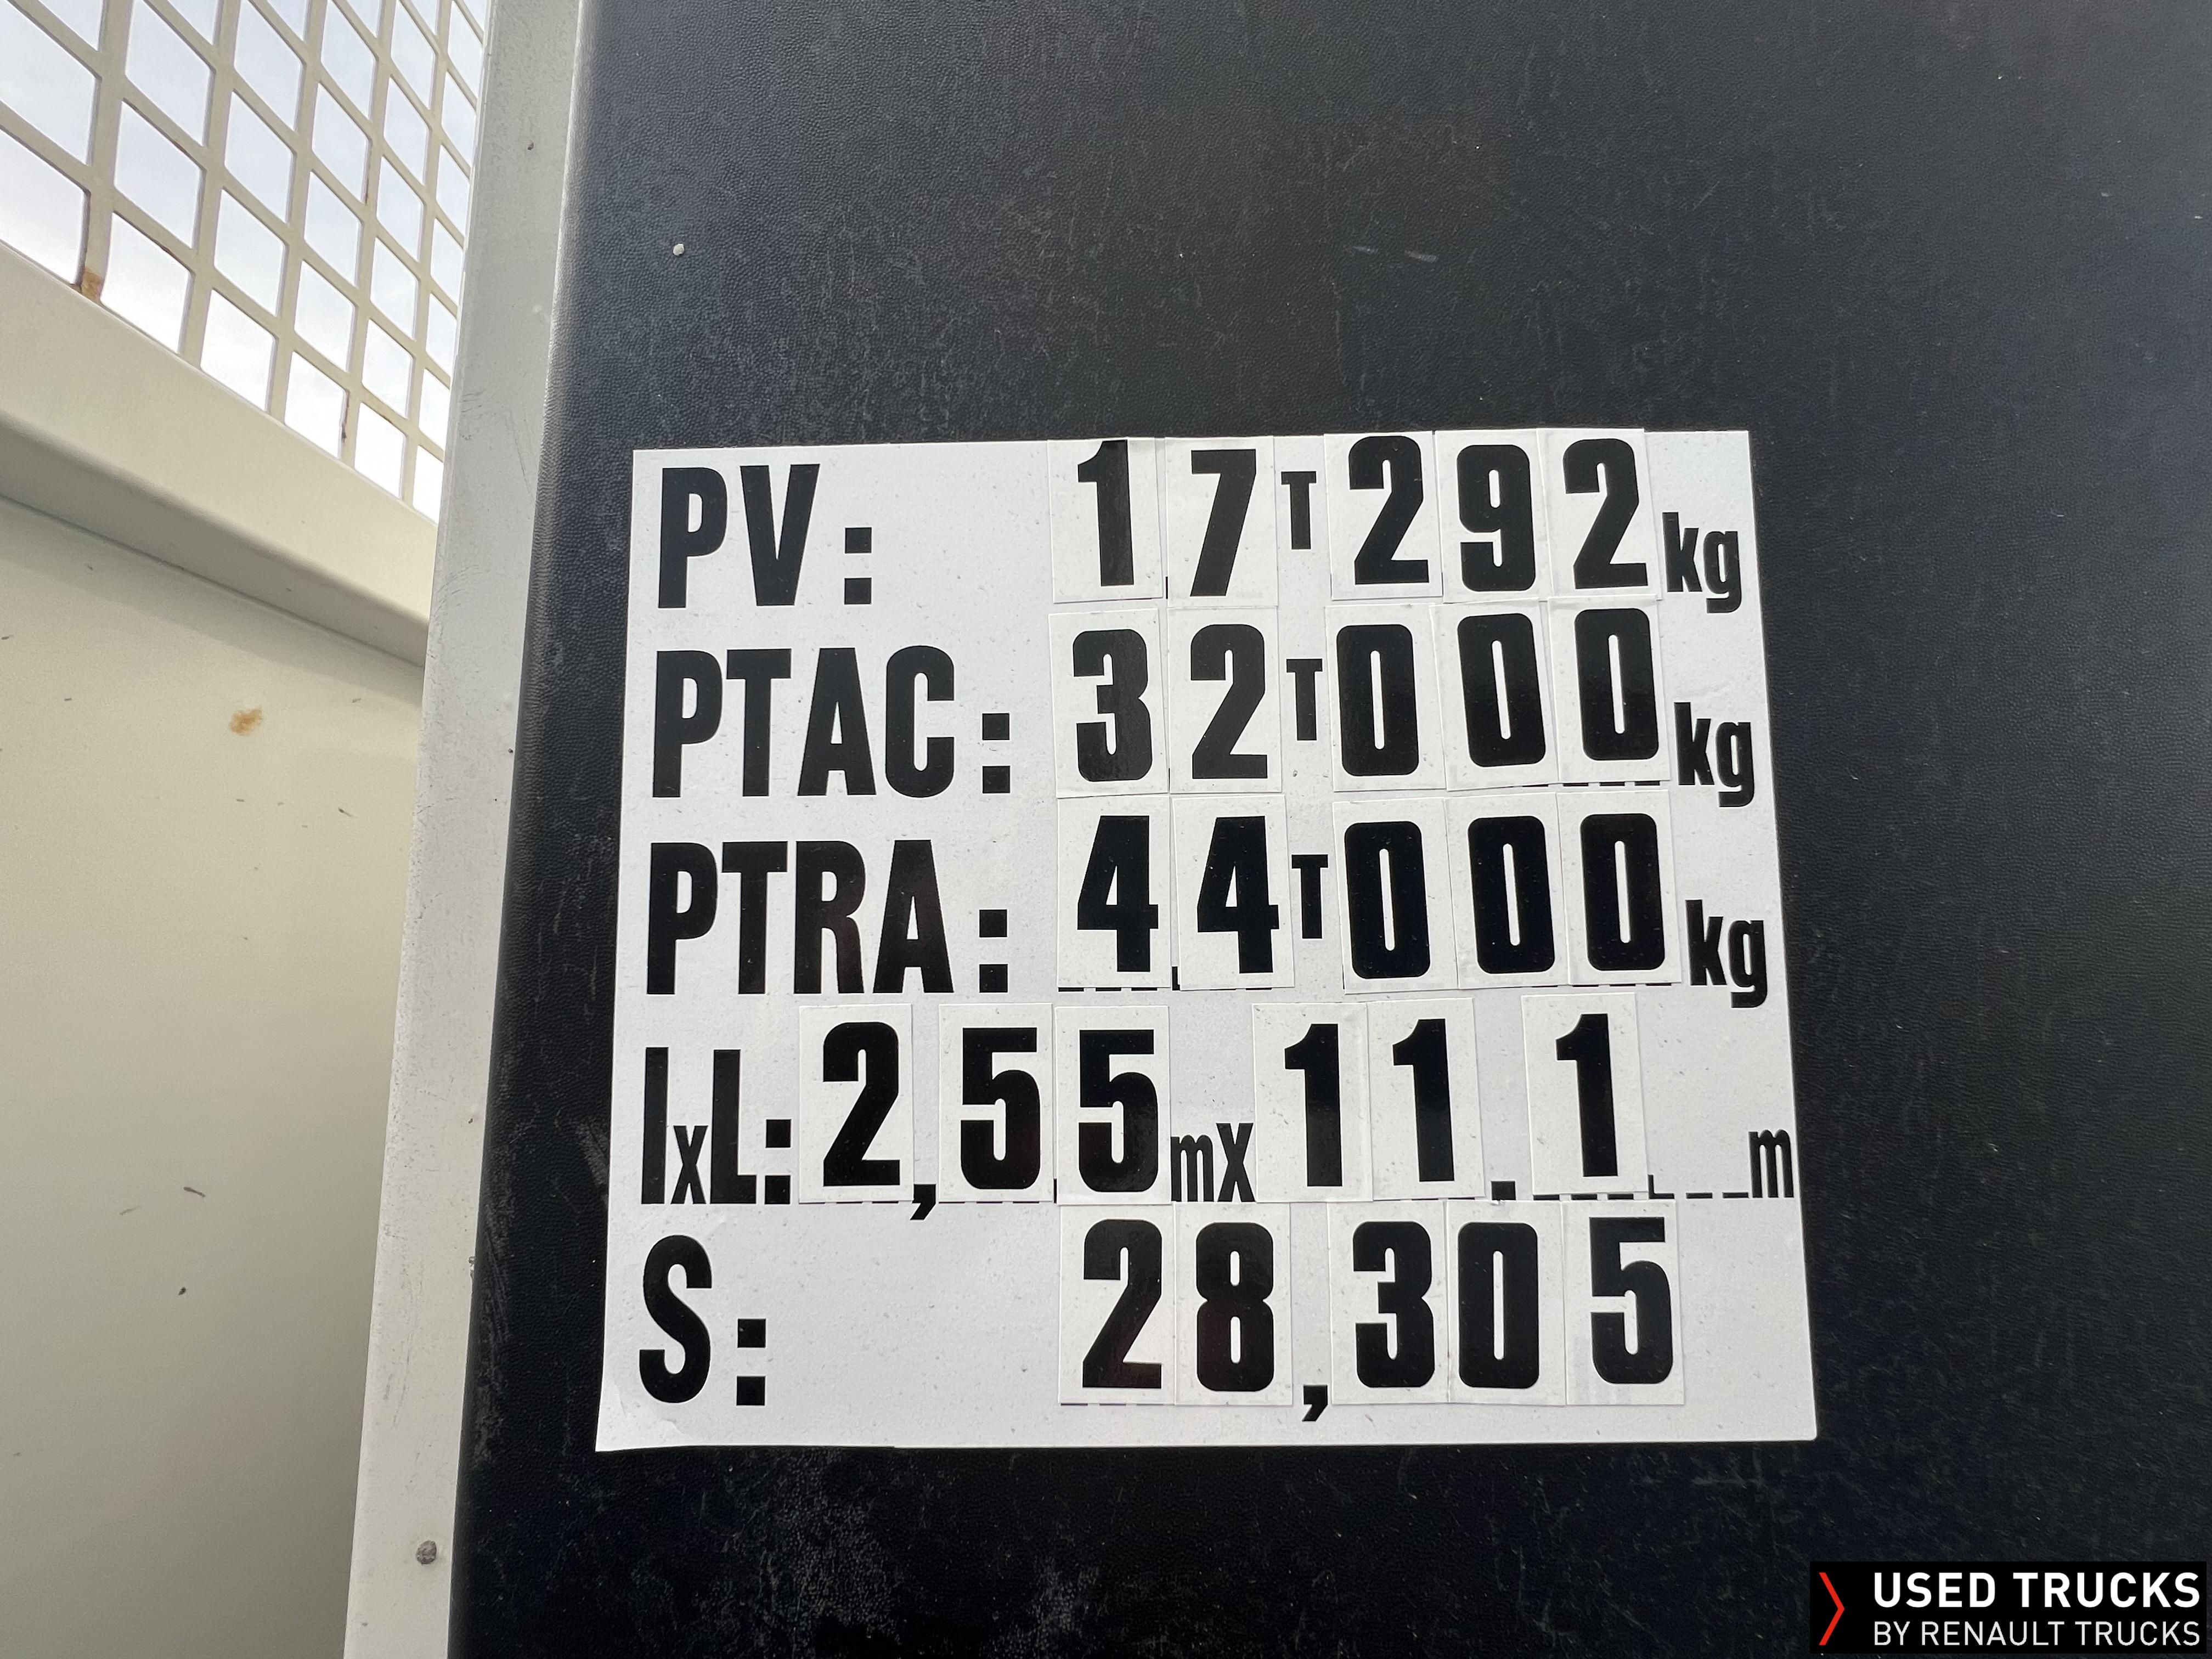 PV: 17T292kg
PTAC: 32T000kg
PTRA: 44T000kg
lxL: 2,55mx11,1m
S: 28,305
USED TRUCKS
BY RENAULT TRUCKS